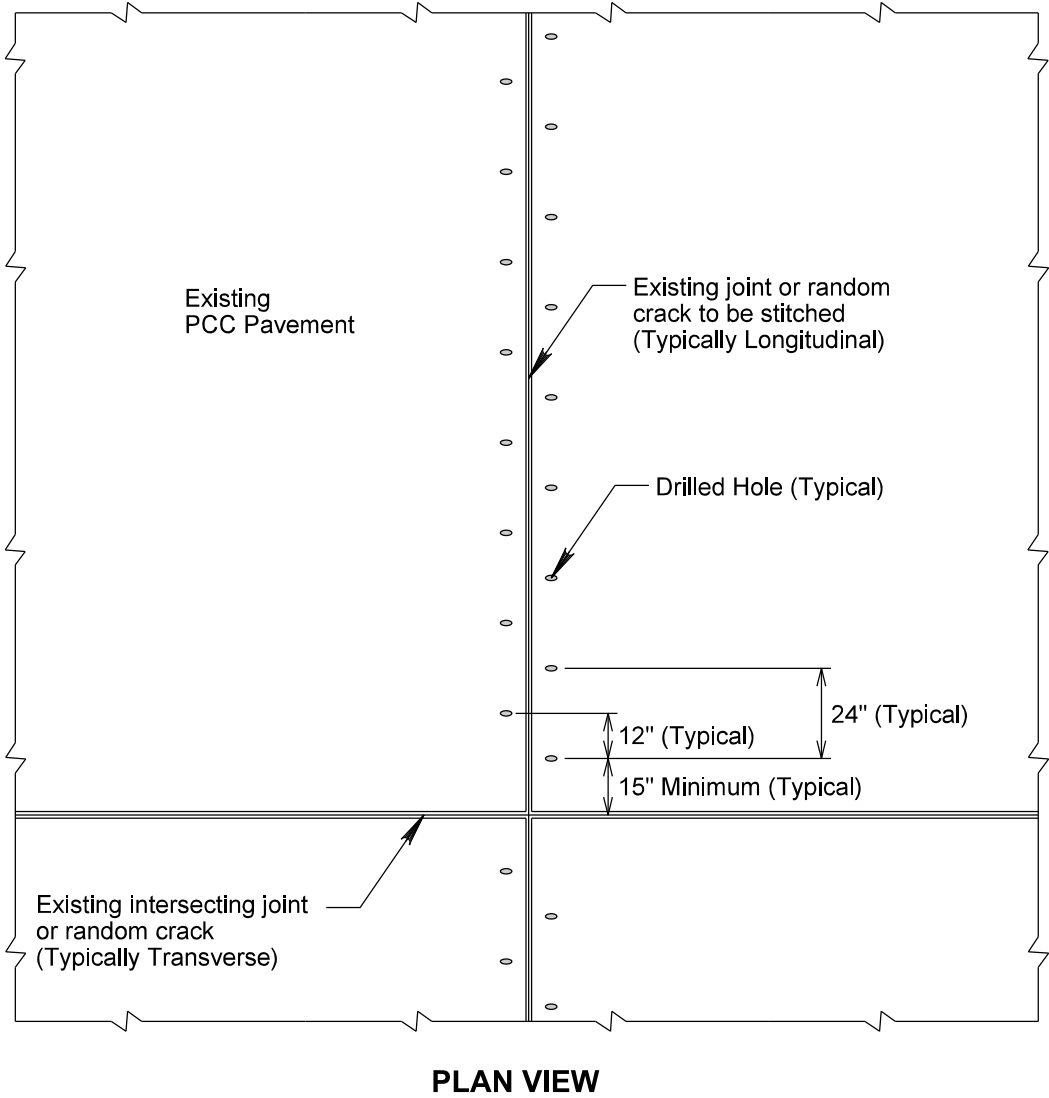 Existing
PCC Pavement
Existing joint or random
crack to be stitched
(Typically Longitudinal)
Drilled Hole (Typical)
24" (Typical)
12" (Typical)
15" Minimum (Typical)
Existing intersecting joint
or random crack
(Typically Transverse)
PLAN VIEW